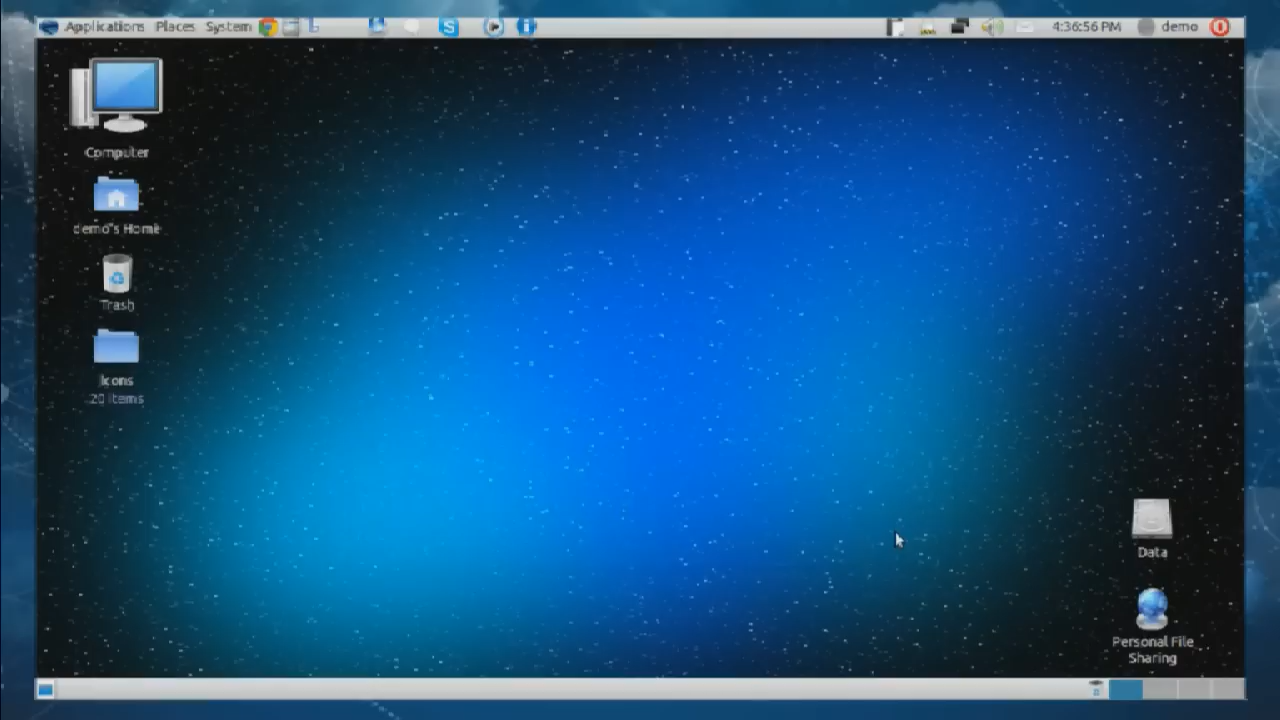 Applications Places System
4:36:56 PM demo
Computer
demo's Home
Trash
Icons
20 items
Data
Personal File
Sharing